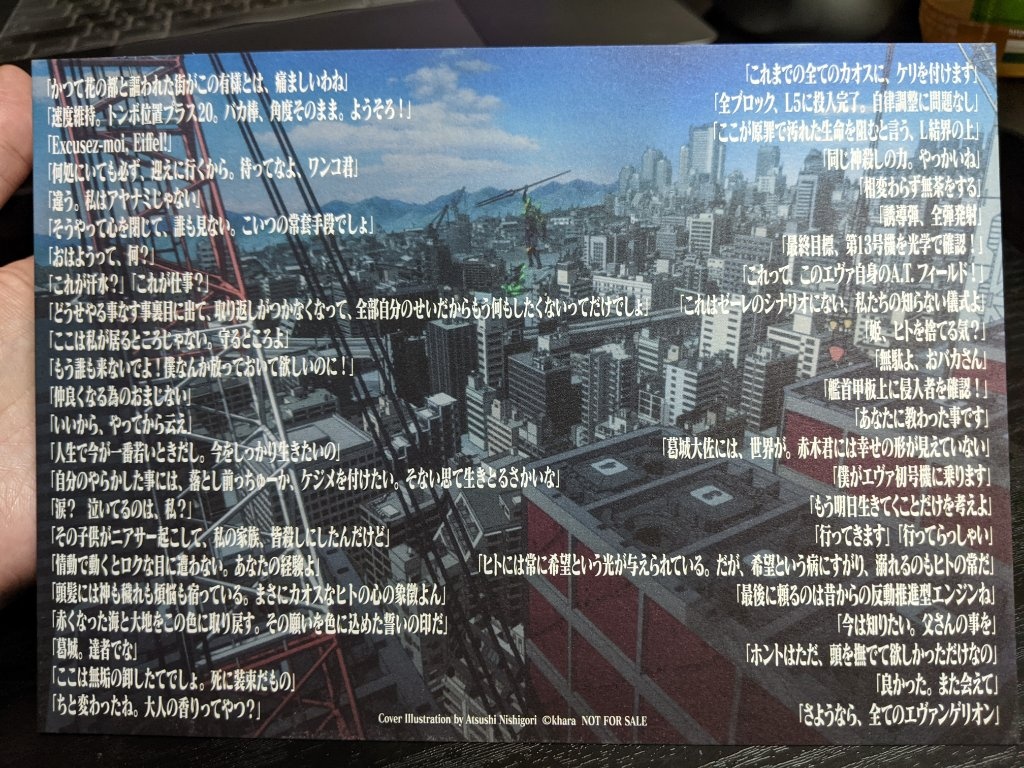 「かつて花の都と謳われた街がこの有様とは、痛ましいわね」
「速度維持。トンボ位置プラス20。バカ棒、角度そのまま。ようそろ！」
「Excusez-moi, Eiffel!」
「何処にいても必ず、迎えに行くから。待ってなよ、ワンコ君」
「違う。私はアヤナミじゃない」
「そうやって心を閉じて、誰も見ない。こいつの常套手段でしょ」
「おはようって、何？」
「これが汗水？」「これが仕事？」
「どうせやる事なす事裏目に出て、取り返しがつかなくなって、全部自分のせいだからもう何もしたくないってだけでしょ」
「ここは私が居るところじゃない。守るところよ」
「もう誰も来ないでよ！僕なんか放っておいて欲しいのに！」
「仲良くなる為のおまじない」
「いいから、やってから云え」
「人生で今が一番若いときだし。今をしっかり生きたいの」
「自分のやらかした事には、落とし前っちゅーか、ケジメを付けたい。そない思て生きとるさかいな」
「涙？ 泣いてるのは、私？」
「その子供がニアサー起こして、私の家族、皆殺しにしたんだけど」
「情動で動くとロクな目に遭わない。あなたの経験よ」
「頭髪には神も穢れも煩悩も宿っている。まさにカオスなヒトの心の象徴よん」
「赤くなった海と大地をこの色に取り戻す。その願いを色に込めた誓いの印だ」
「葛城。達者でな」
「ここは無垢の卸したてでしょ。死に装束だもの」
「ちと変わったね。大人の香りってやつ？」
「これまでの全てのカオスに、ケリを付けます」
「全ブロック、L5に投入完了。自律調整に問題なし」
「ここが原罪で汚れた生命を阻むと言う、L結界の上」
「同じ神殺しの力。やっかいね」
「相変わらず無茶をする」
「誘導弾、全弾発射」
「最終目標、第13号機を光学で確認！」
「これって、このエヴァ自身のA.T.フィールド！」
「これはゼーレのシナリオにない、私たちの知らない儀式よ」
「姫、ヒトを捨てる気？」
「無駄よ、おバカさん」
「艦首甲板上に侵入者を確認！」
「あなたに教わった事です」
「葛城大佐には、世界が。赤木君には幸せの形が見えていない」
「僕がエヴァ初号機に乗ります」
「もう明日生きてくことだけを考えよ」
「行ってきます」「行ってらっしゃい」
「ヒトには常に希望という光が与えられている。だが、希望という病にすがり、溺れるのもヒトの常だ」
「最後に頼るのは昔からの反動推進型エンジンね」
「今は知りたい。父さんの事を」
「ホントはただ、頭を撫でて欲しかっただけなの」
「良かった。また会えて」
「さようなら、全てのエヴァンゲリオン」
Cover Illustration by Atsushi Nishigori ©khara NOT FOR SALE